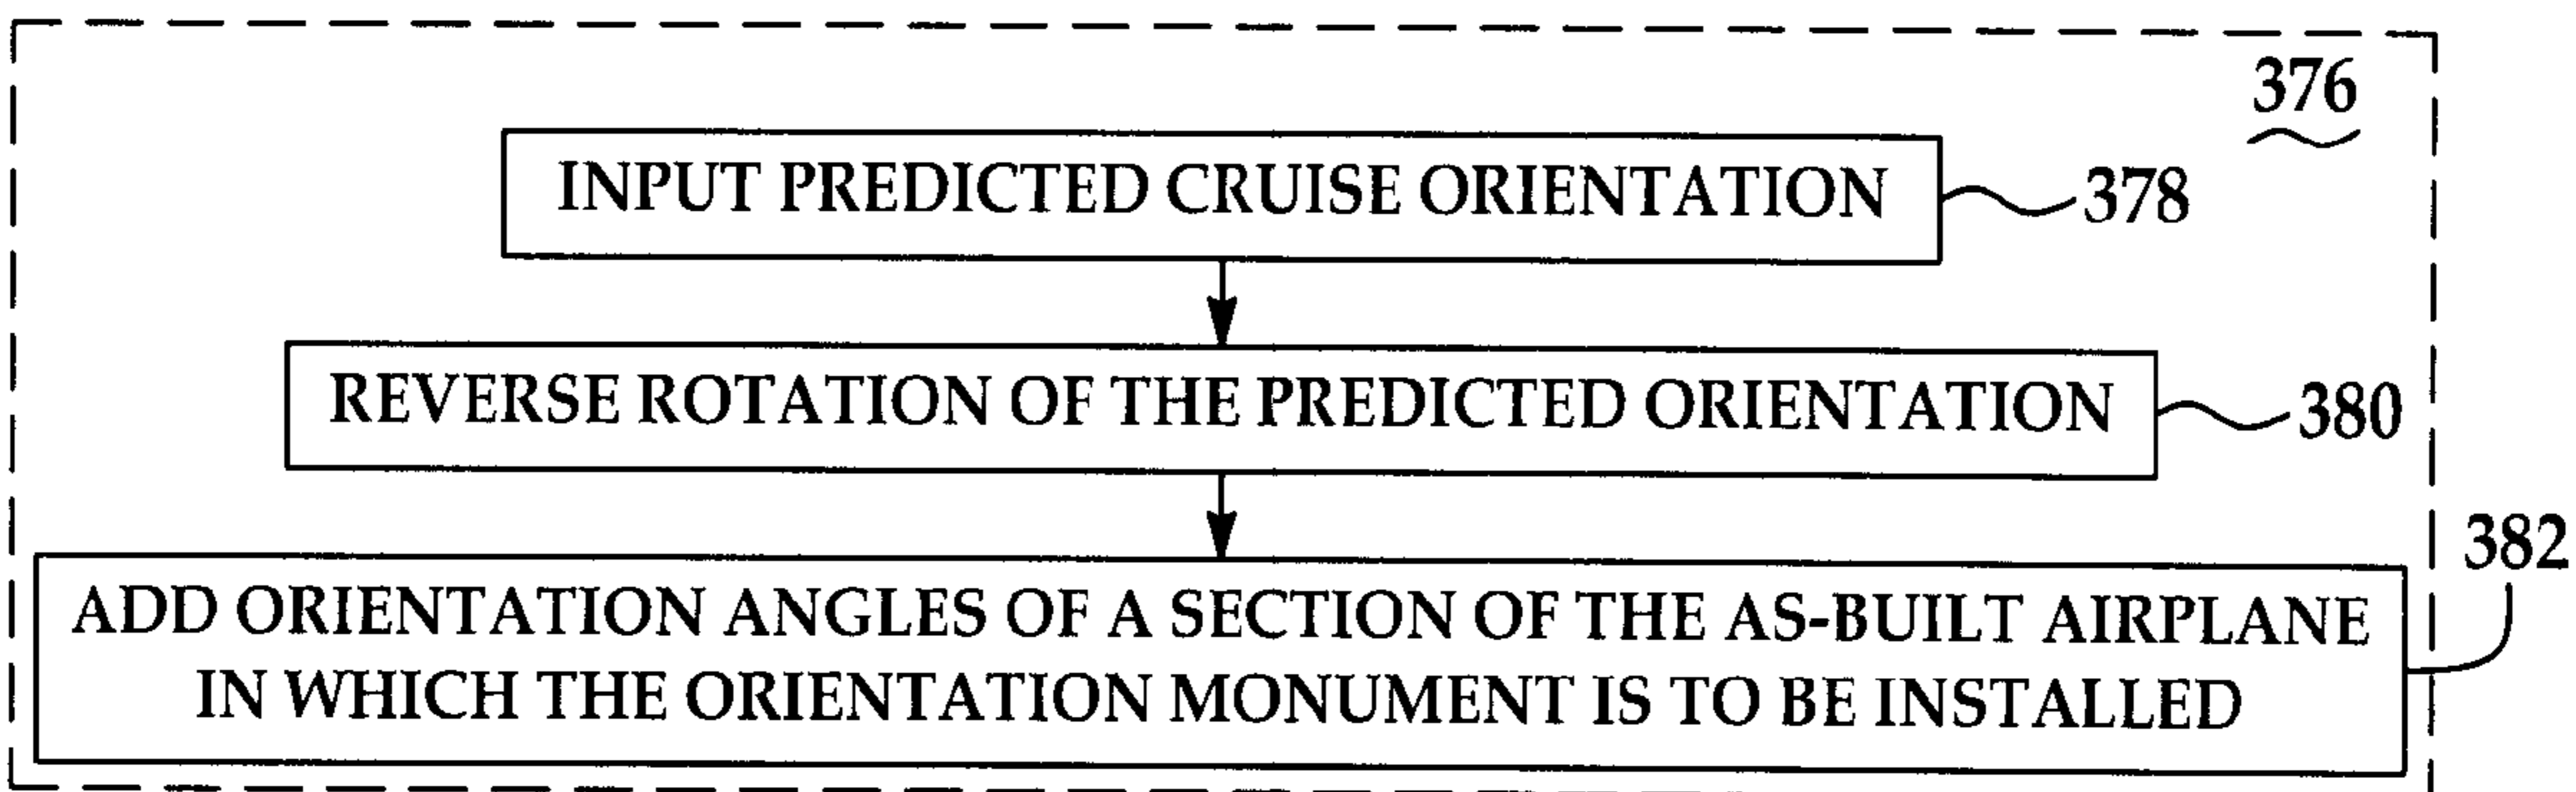 376
INPUT PREDICTED CRUISE ORIENTATION
378
REVERSE ROTATION OF THE PREDICTED ORIENTATION
380
382
ADD ORIENTATION ANGLES OF A SECTION OF THE AS-BUILT AIRPLANE
IN WHICH THE ORIENTATION MONUMENT IS TO BE INSTALLED